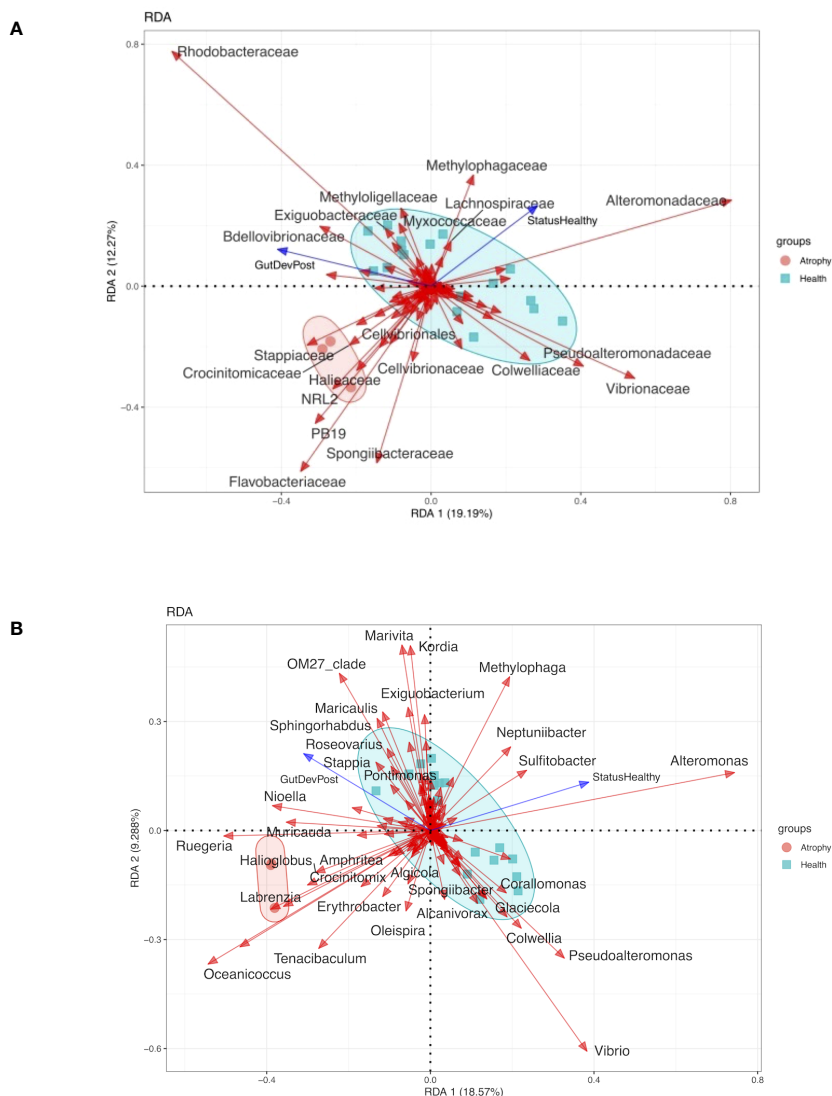 A
RDA
0.8
Rhodobacteraceae
0.4
Methylophagaceae
Methyloligellaceae
Lachnospiraceae
Alteromonadaceae
Exiguobacteraceae
Myxococcaceae
StatusHealthy
Bdellovibrionaceae
GutDevPost
groups
Atrophy
Health
RDA 2 (12.27%)
0.0
Cellvibrionales
Stappiaceae
Pseudoalteromonadaceae
Crocinitomicaceae
Cellvibrionaceae
Colwelliaceae
Halieaceae
Vibrionaceae
NRL2
−0.4
PB19
Spongiibacteraceae
Flavobacteriaceae
−0.4
0.0
0.4
0.8
RDA 1 (19.19%)
B
RDA
Marivita
Kordia
OM27_clade
Methylophaga
Exiguobacterium
Maricaulis
0.3
Sphingorhabdus
Neptuniibacter
Roseovarius
Stappia
Sulfitobacter
Alteromonas
Pontimonas
GutDevPost
StatusHealthy
Nioella
RDA 2 (9.288%)
0.0
Muricauda
Ruegeria
groups
Atrophy
Health
Halioglobus
Amphritea
Crocinitomix
Algicola
Labrenzia
Spongiibacter
Corallomonas
Erythrobacter
Alcanivorax
Glaciecola
Oleispira
−0.3
Colwellia
Tenacibaculum
Pseudoalteromonas
Oceanicoccus
−0.6
Vibrio
−0.4
0.0
0.4
0.8
RDA 1 (18.57%)